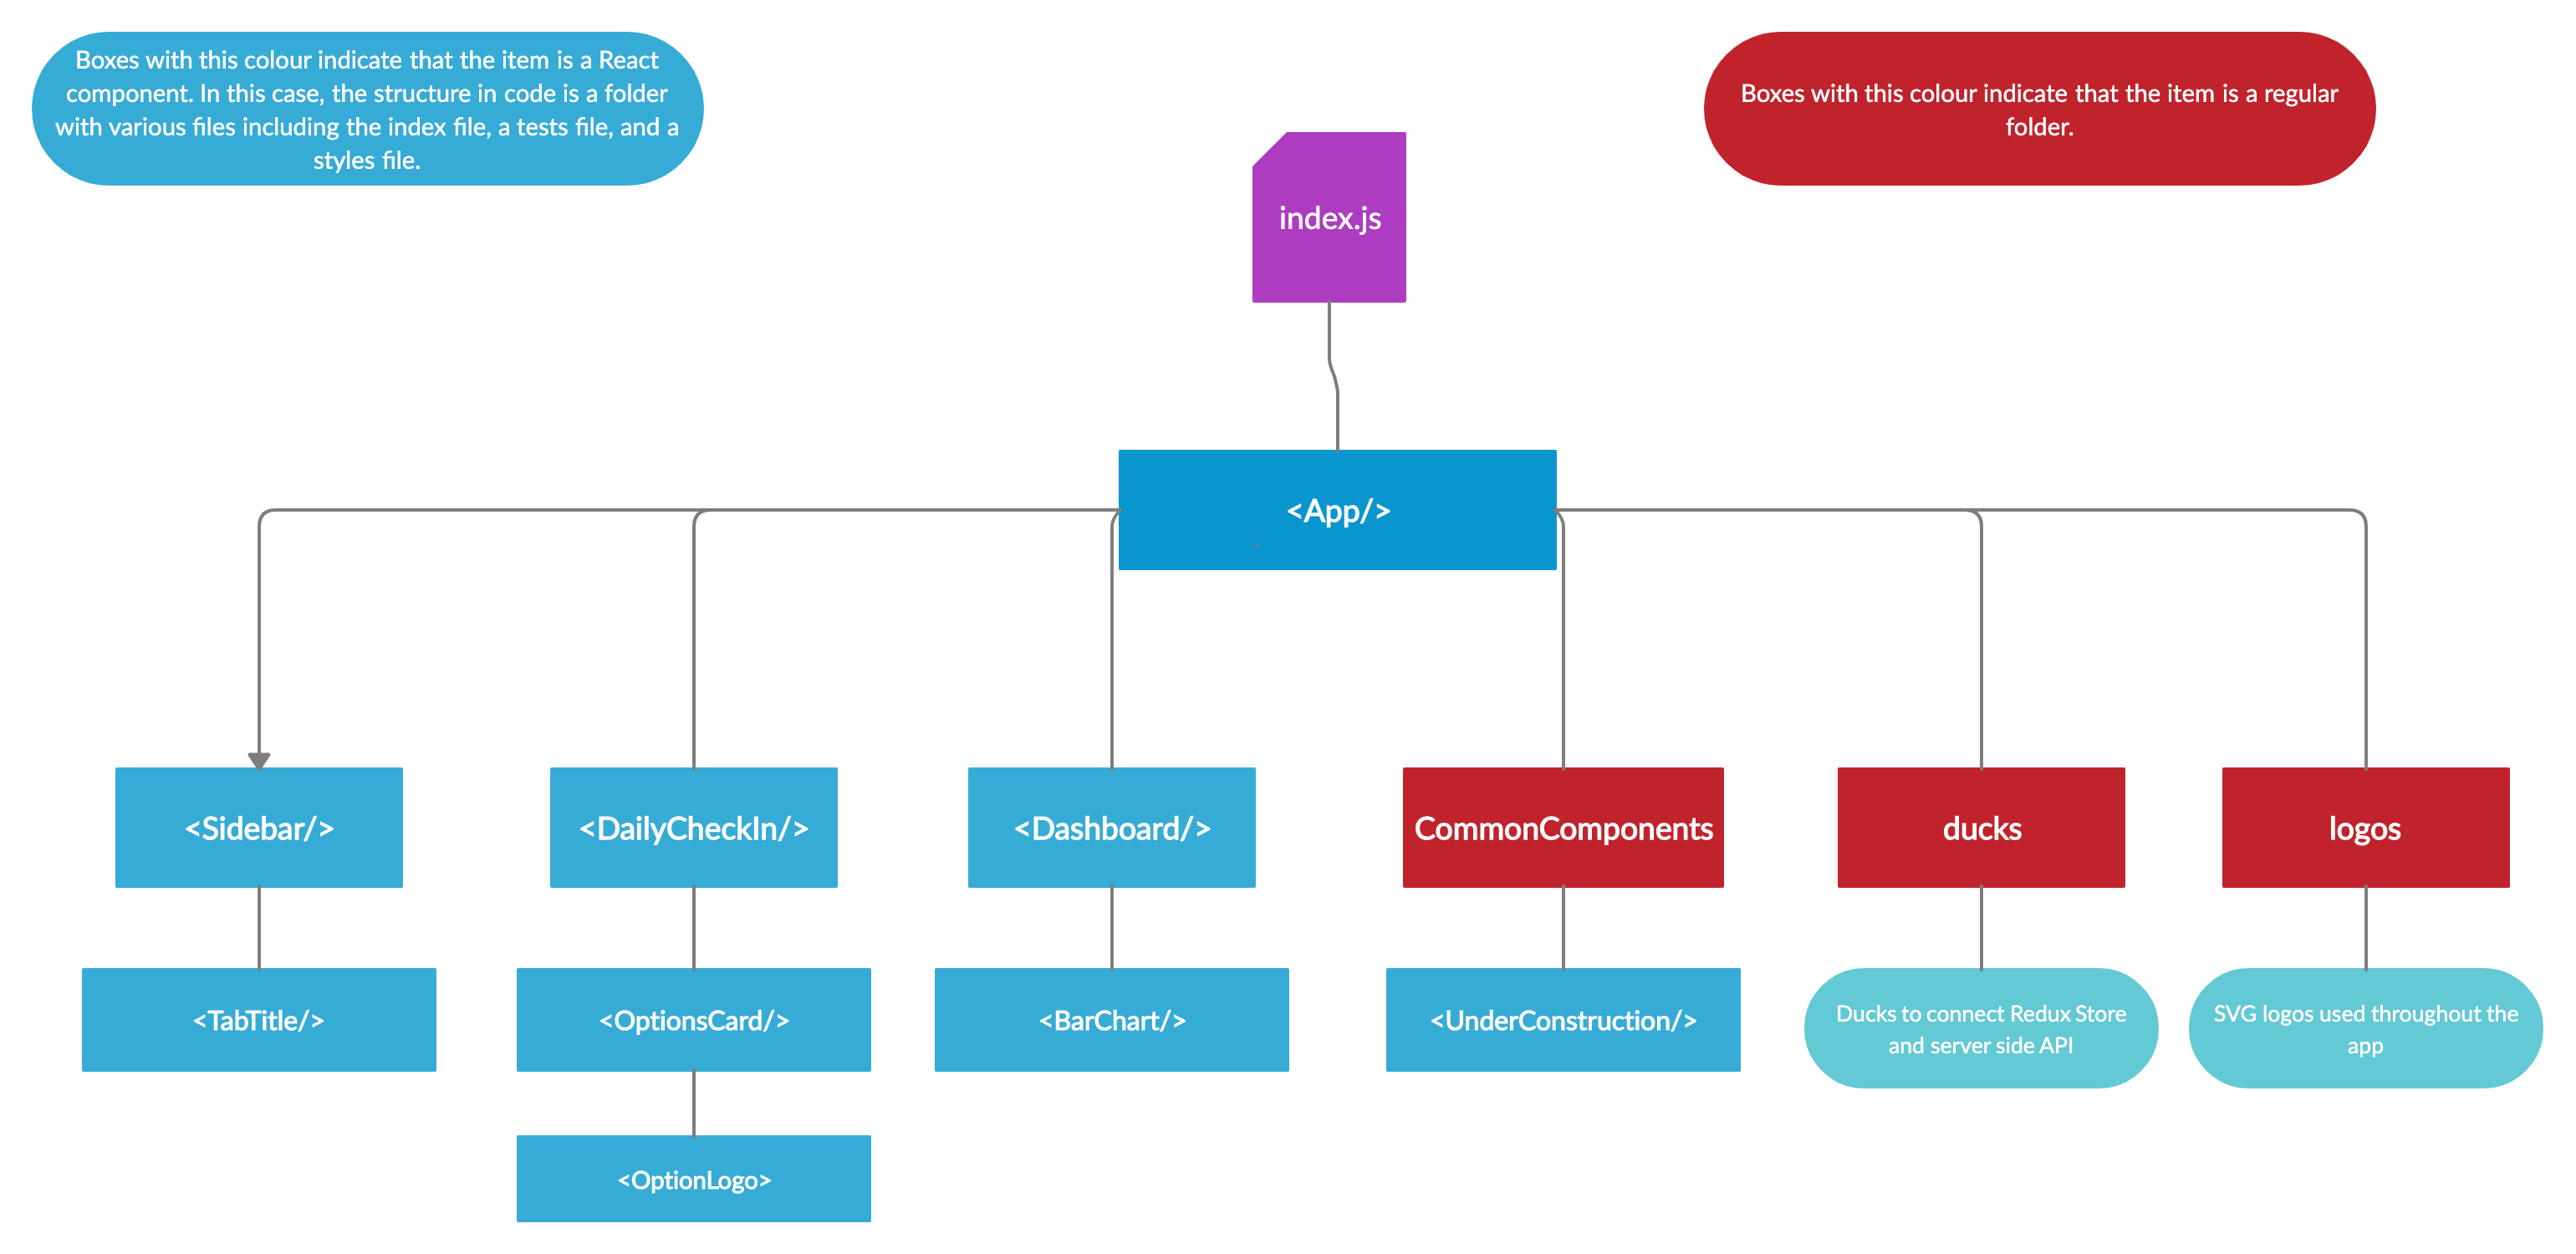 Boxes with this colour indicate that the item is a React
component. In this case, the structure in code is a folder
with various files including the index file, a tests file, and a
styles file.
Boxes with this colour indicate that the item is a regular
folder.
index.js
<App/>
<Sidebar/>
<DailyCheckIn/>
<Dashboard/>
CommonComponents
ducks
logos
<TabTitle/>
<OptionsCard/>
<BarChart/>
<UnderConstruction/>
Ducks to connect Redux Store
and server side API
SVG logos used throughout the
app
<OptionLogo>